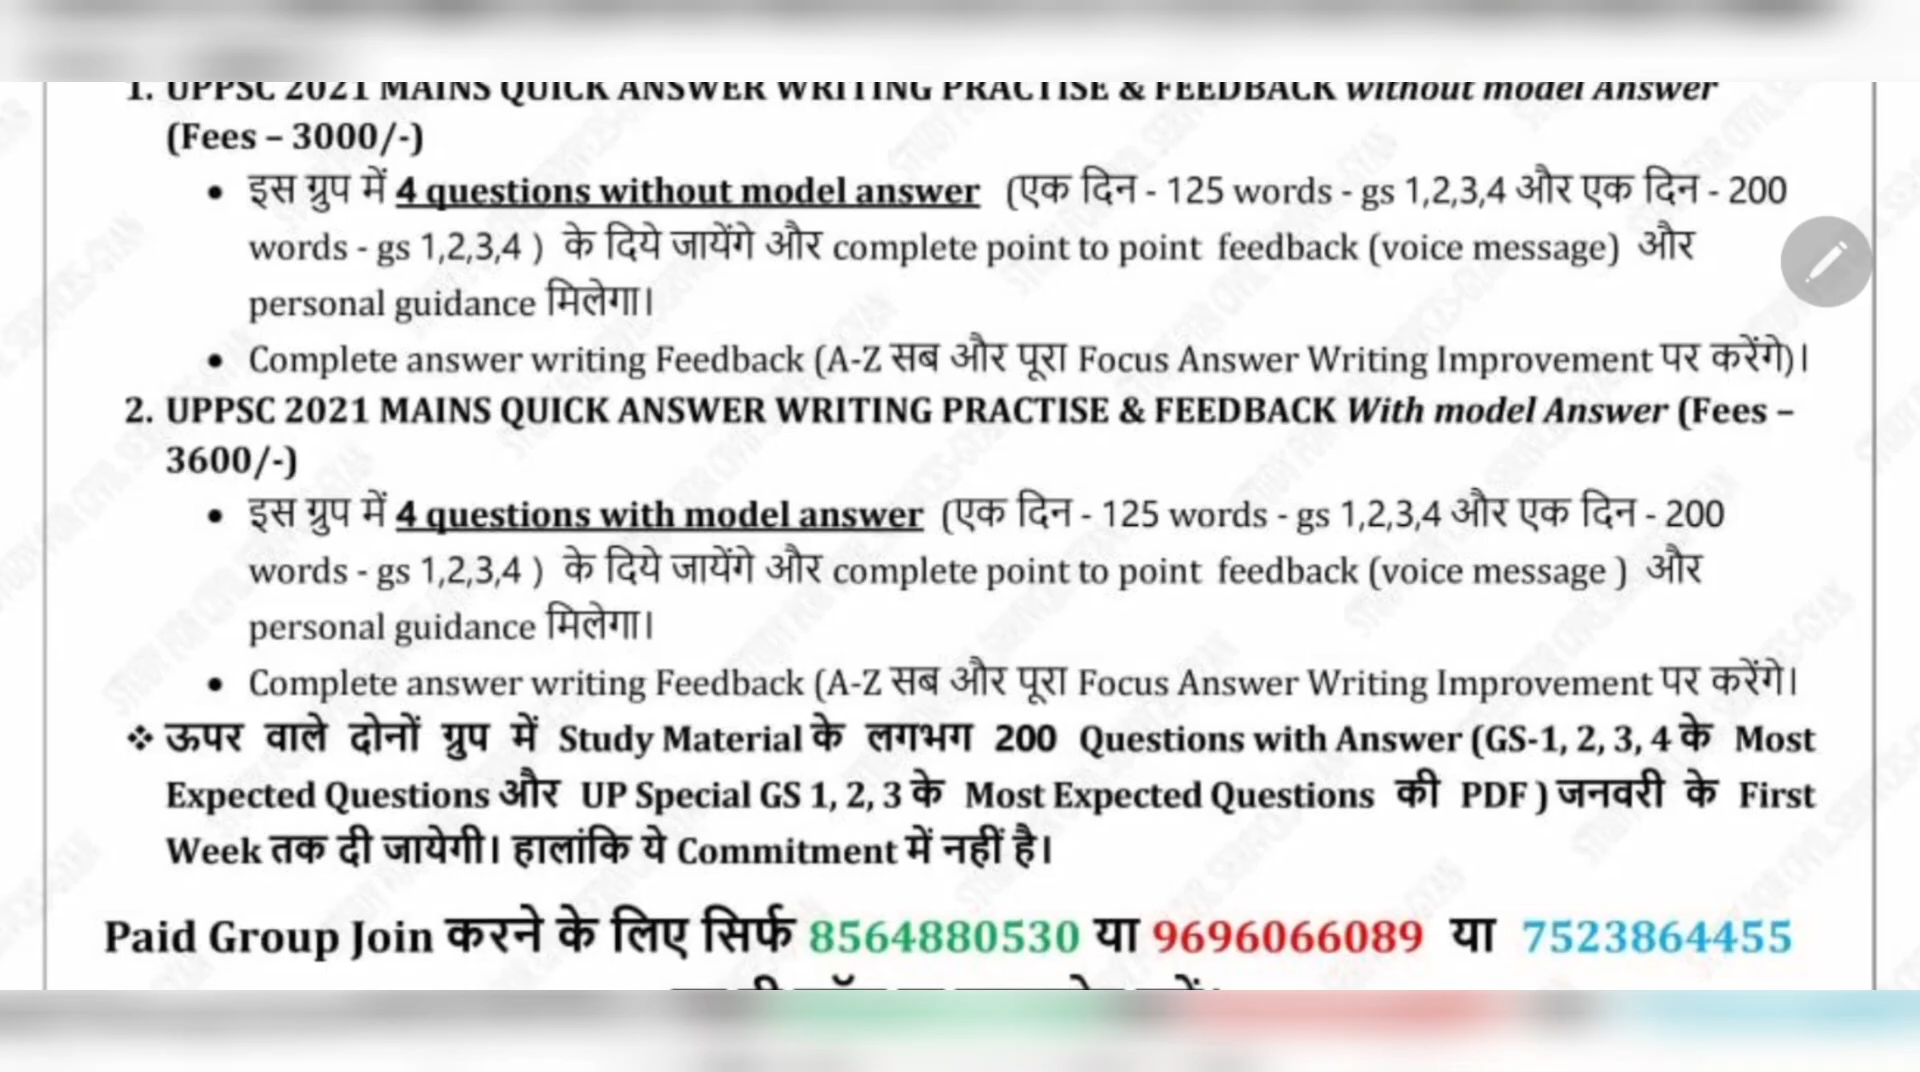 1. UPPSC 2021 MAINS QUICK ANSWER WRITING PRACTISE & FEEDBACK without model Answer
(Fees – 3000/-)
• इस ग्रुप में 4 questions without model answer (एक दिन - 125 words - gs 1,2,3,4 और एक दिन - 200
words - gs 1,2,3,4 ) के दिये जायेंगे और complete point to point feedback (voice message) और
personal guidance मिलेगा।
• Complete answer writing Feedback (A-Z सब और पूरा Focus Answer Writing Improvement पर करेंगे)।
2. UPPSC 2021 MAINS QUICK ANSWER WRITING PRACTISE & FEEDBACK With model Answer (Fees –
3600/-)
• इस ग्रुप में 4 questions with model answer (एक दिन - 125 words - gs 1,2,3,4 और एक दिन - 200
words - gs 1,2,3,4 ) के दिये जायेंगे और complete point to point feedback (voice message ) और
personal guidance मिलेगा।
• Complete answer writing Feedback (A-Z सब और पूरा Focus Answer Writing Improvement पर करेंगे।
❖ ऊपर वाले दोनों ग्रुप में Study Material के लगभग 200 Questions with Answer (GS-1, 2, 3, 4 के Most
Expected Questions और UP Special GS 1, 2, 3 के Most Expected Questions की PDF ) जनवरी के First
Week तक दी जायेगी। हालांकि ये Commitment में नहीं है।
Paid Group Join करने के लिए सिर्फ 8564880530 या 9696066089 या 7523864455